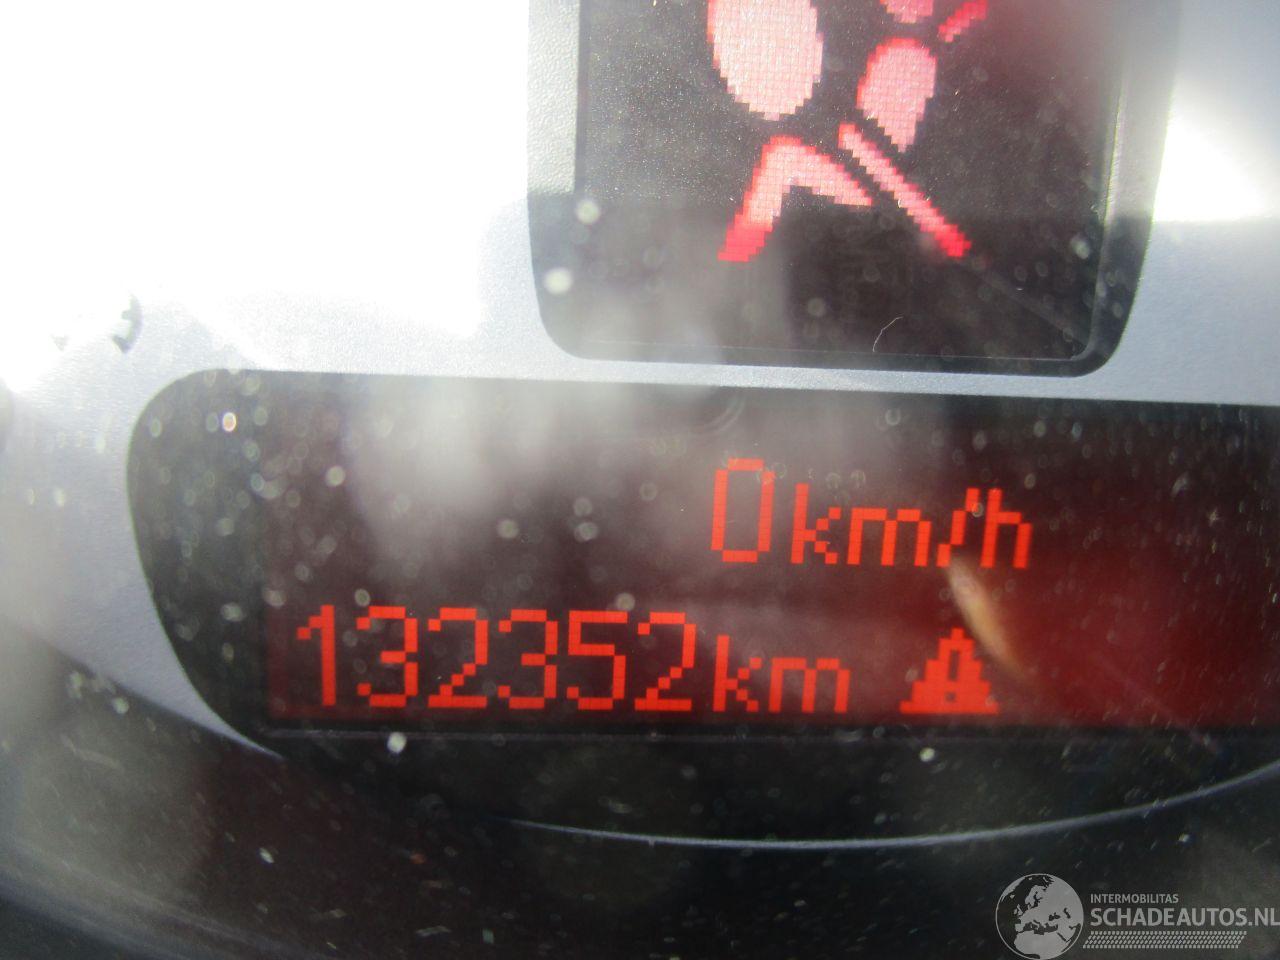 0km/h
132352km
INTERMOBILITAS
SCHADEAUTOS.NL